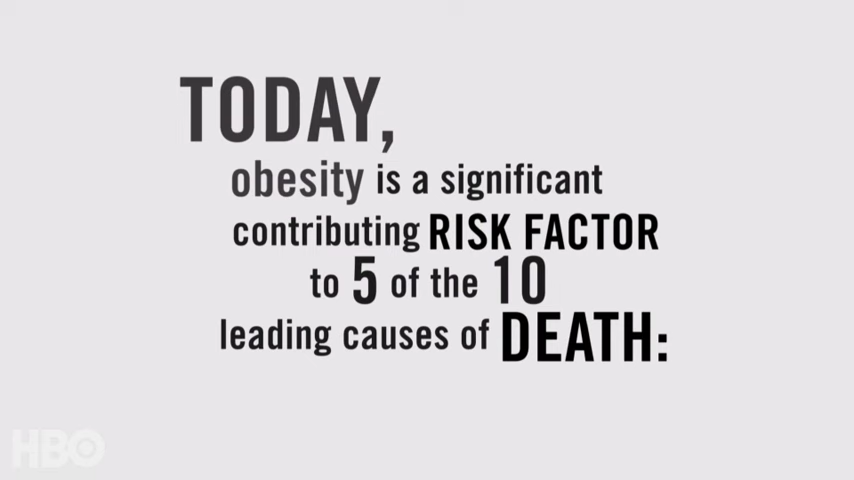 TODAY,
obesity is a significant
contributing RISK FACTOR
to 5 of the 10
leading causes of DEATH:
HBO